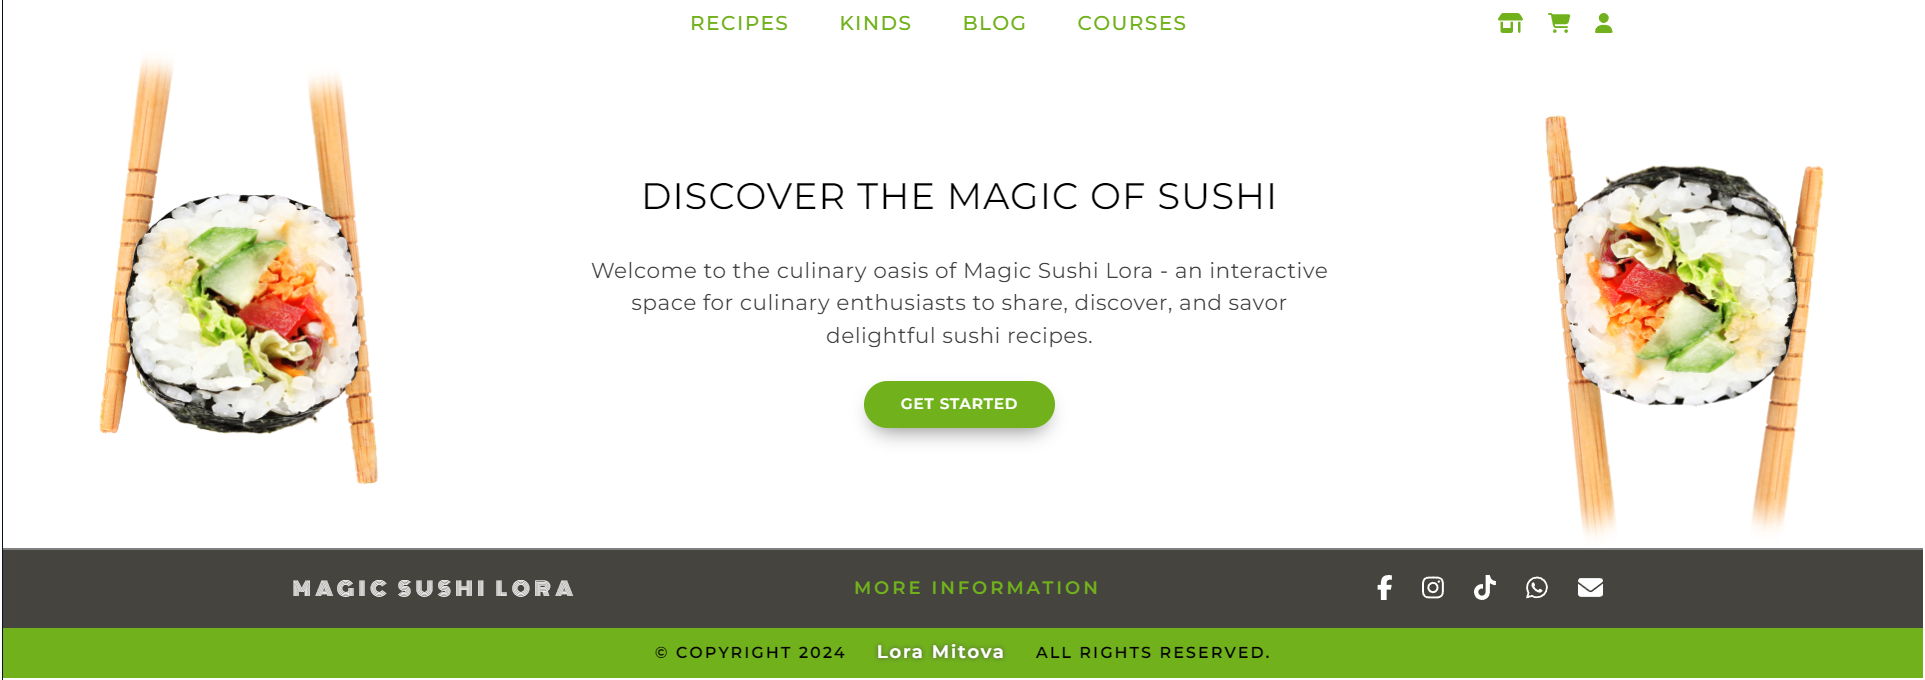 RECIPES KINDS BLOG COURSES
DISCOVER THE MAGIC OF SUSHI
Welcome to the culinary oasis of Magic Sushi Lora - an interactive
space for culinary enthusiasts to share, discover, and savor
delightful sushi recipes.
GET STARTED
MAGIC SUSHI LORA MORE INFORMATION
© COPYRIGHT 2024 Lora Mitova ALL RIGHTS RESERVED.